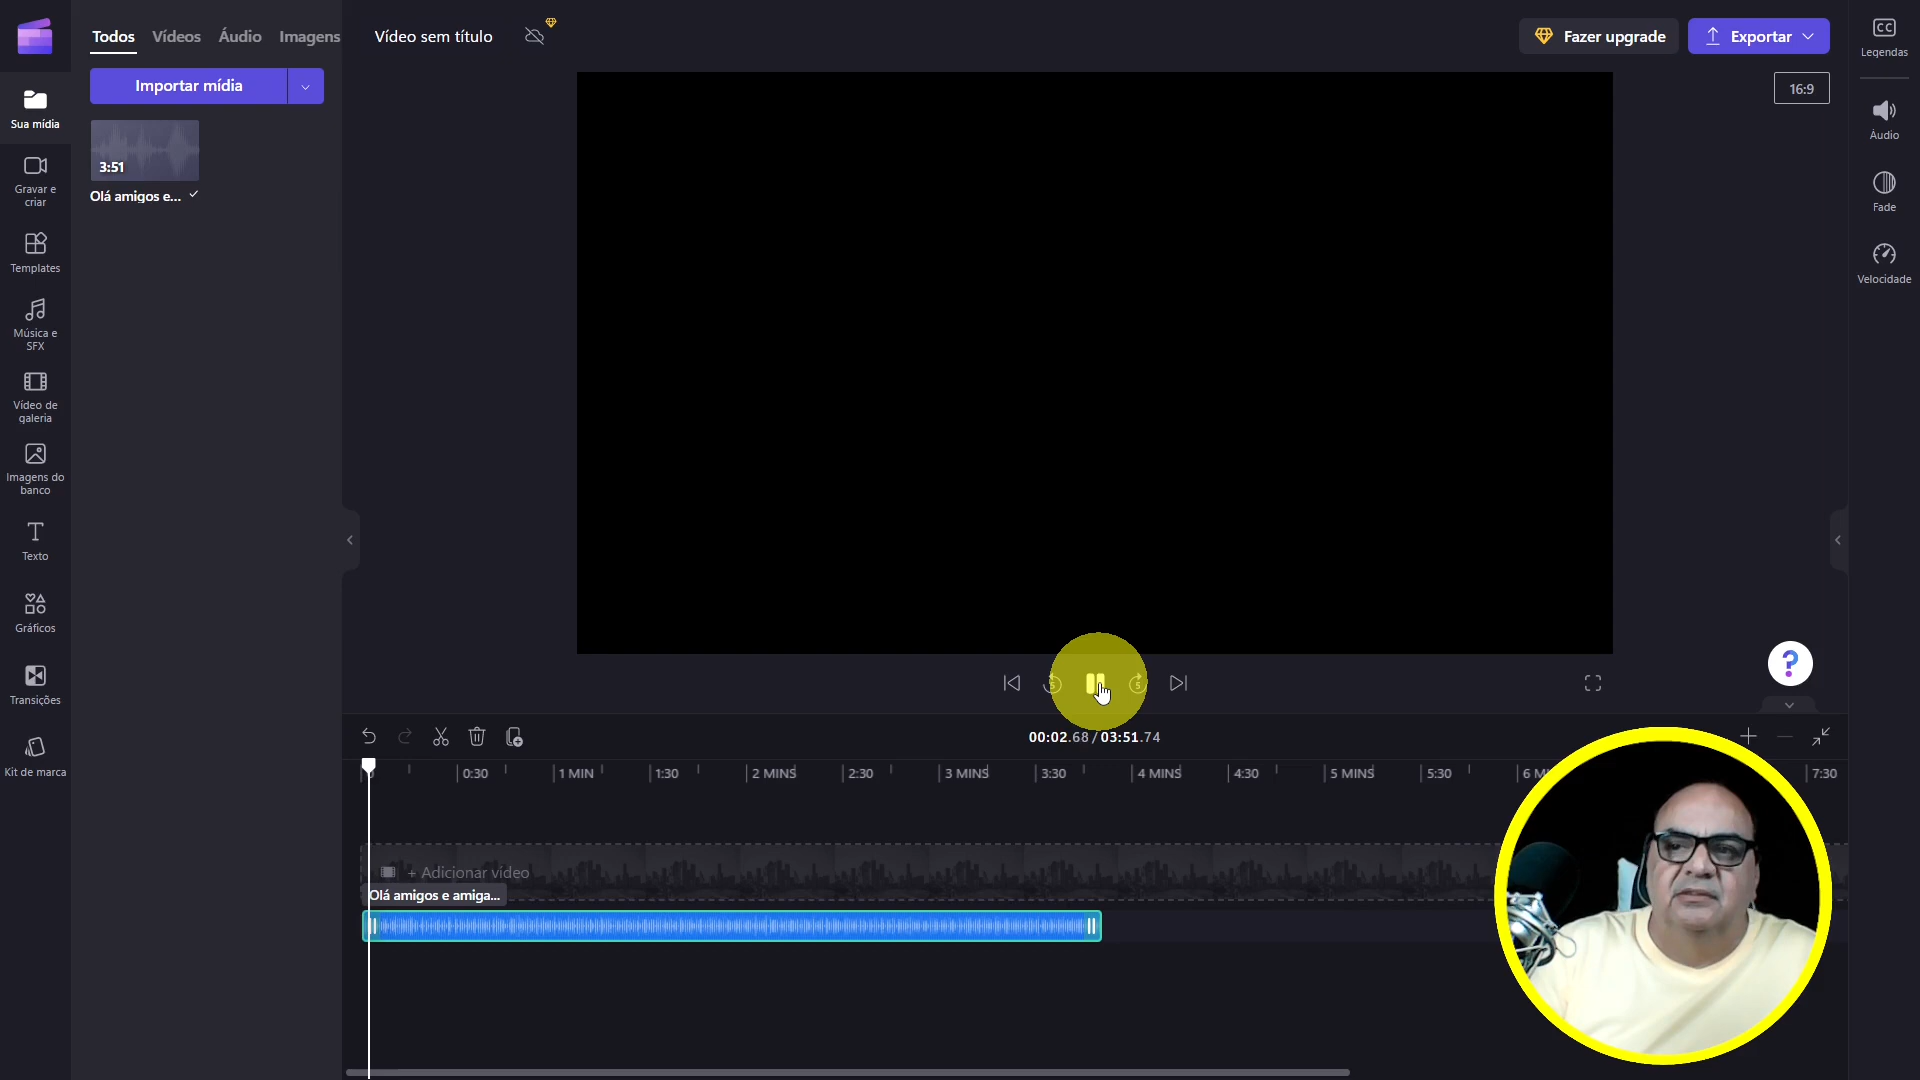 Todos Vídeos Áudio Imagens
Vídeo sem título
Fazer upgrade
Exportar
Legendas
Importar mídia
16:9
Sua mídia
3:51
Olá amigos e...
Áudio
Gravar e
criar
Fade
Templates
Velocidade
Música e
SFX
Vídeo de
galeria
Imagens do
banco
Texto
Gráficos
5
5
?
Transições
00:02.68/03:51.74
Kit de marca
0 0:30 1 MIN 1:30 2 MINS 2:30 3 MINS 3:30 4 MINS 4:30 5 MINS 5:30 6 7:30
+ Adicionar vídeo
Olá amigos e amiga...